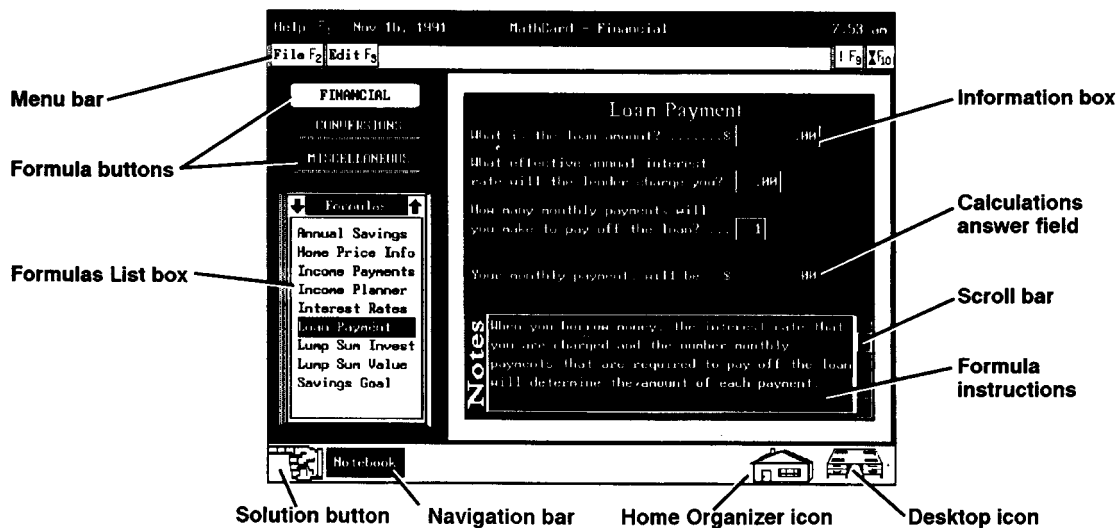 Help F1 Nov 16, 1991 MathCard - Financial 7:53 am
File F2 Edit F3 ! F9 F10
Menu bar
FINANCIAL
Loan Payment
Information box
CONVERSIONS
What is the loan amount? .......$ .00
Formula buttons
MISCELLANEOUS
What effective annual interest
rate will the lender charge you? .00
Formulas
How many monthly payments will
you make to pay off the loan? ... 1
Calculations
answer field
Annual Savings
Home Price Info
Formulas List box
Income Payments
Income Planner
Interest Rates
Loan Payment
Lump Sum Invest
Lump Sum Value
Savings Goal
Your monthly payments will be $ .00
Scroll bar
Notes
When you borrow money, the interest rate that
you are charged and the number monthly
payments that are required to pay off the loan
will determine the amount of each payment.
Formula
instructions
Notebook
Solution button Navigation bar Home Organizer icon Desktop icon